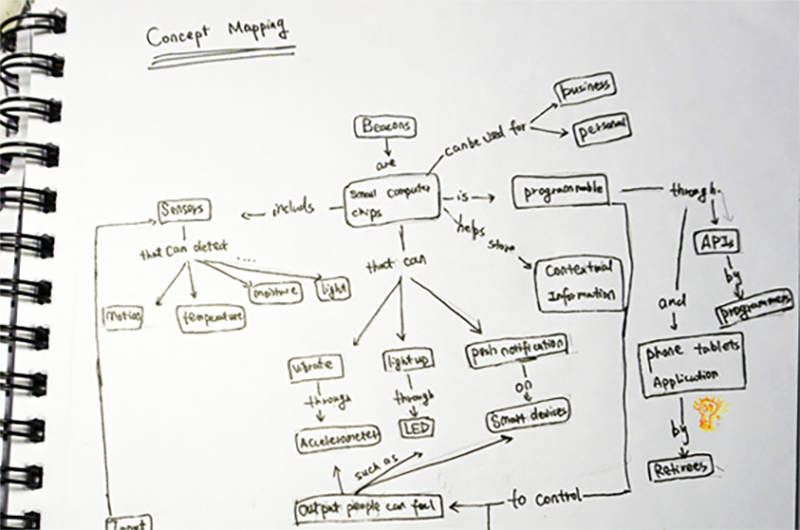 Concept Mapping
business
Beacons
can be used for
personal
are
Small computer
chips
is
programmable
through
Sensors
includs
helps
store
APIs
that can detect
....
that can
Contextual
Information
by
motion
temperature
moisture
light
and
programmers
vibrate
light up
push notification
phone tablets
Application
through
through
on
Accelerometer
LED
Smart devices
by
such as
Retirees
Output people can feel
to control
Input